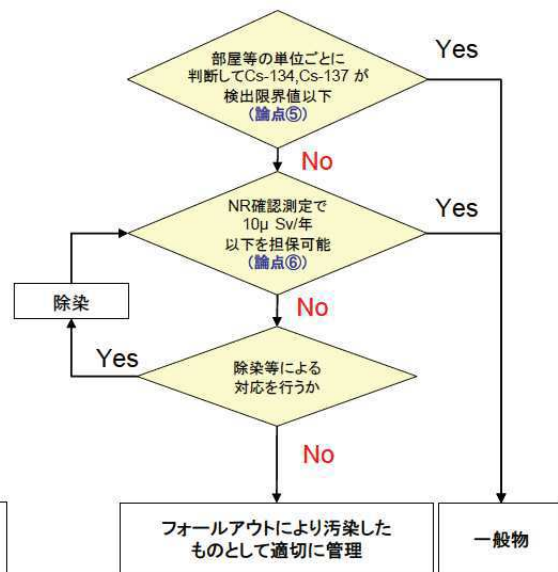 部屋等の単位ごとに
判断してCs-134,Cs-137 が
検出限界値以下
(論点⑤)
Yes
No
NR確認測定で
10μ Sv/年
以下を担保可能
(論点⑥)
Yes
除染
No
Yes
除染等による
対応を行うか
No
フォールアウトにより汚染した
ものとして適切に管理
一般物